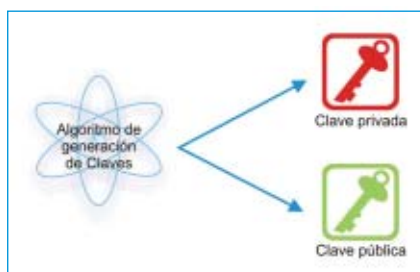 Algoritmo de
generación
de Claves
Clave privada
Clave pública